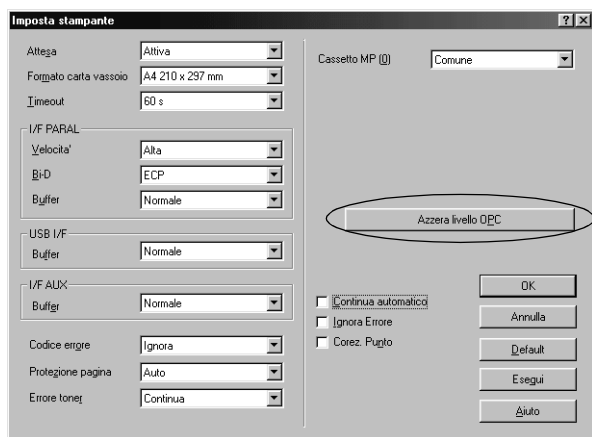 Imposta stampante
Attesa Attiva
Formato carta vassoio A4 210 x 297 mm
Timeout 60 s
I/F PARAL
Velocita' Alta
Bi-D ECP
Buffer Normale
USB I/F
Buffer Normale
I/F AUX
Buffer Normale
Codice errore Ignora
Protezione pagina Auto
Errore toner Continua
Cassetto MP (0) Comune
Azzera livello OPC
Continua automatico
Ignora Errore
Corez. Punto
OK
Annulla
Default
Esegui
Aiuto